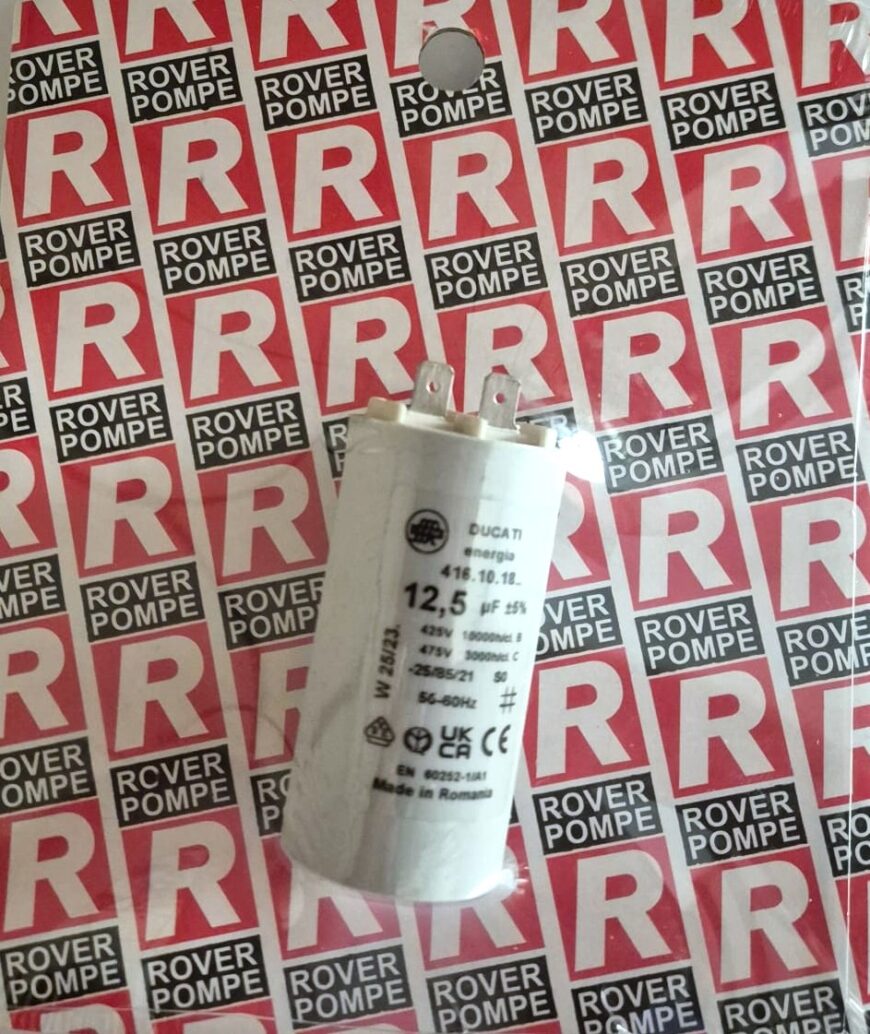 ROVER
POMPE
R
DUCATI
energia
416.10.18..
12,5 µF ±5%
425V 10000h/cl. B
475V 3000h/cl. C
-25/85/21 S0
50-60Hz #
W 25/23.
UK
CA CE
EN 60252-1/A1
Made in Romania